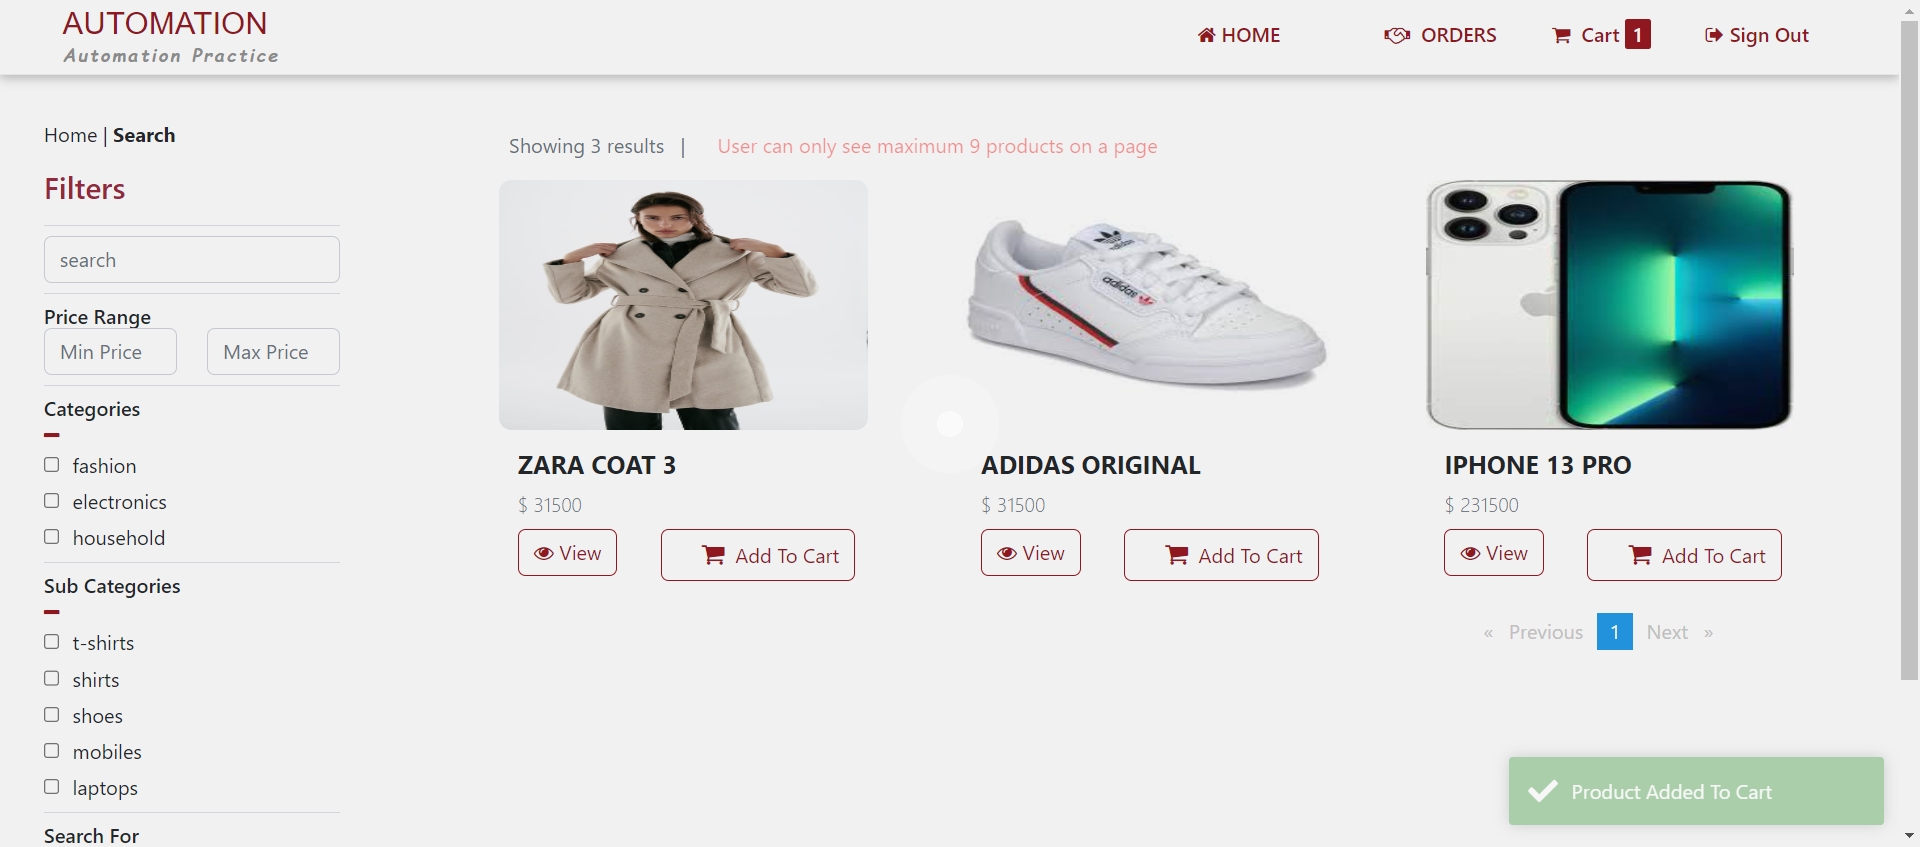 AUTOMATION
Automation Practice
HOME
ORDERS
Cart 1
Sign Out
Home | Search
Filters
search
Price Range
Min Price
Max Price
Categories
fashion
electronics
household
Sub Categories
t-shirts
shirts
shoes
mobiles
laptops
Search For
Showing 3 results |
User can only see maximum 9 products on a page
adidas
adidas
ZARA COAT 3
$ 31500
View
Add To Cart
ADIDAS ORIGINAL
$ 31500
View
Add To Cart
IPHONE 13 PRO
$ 231500
View
Add To Cart
« Previous 1 Next »
Product Added To Cart